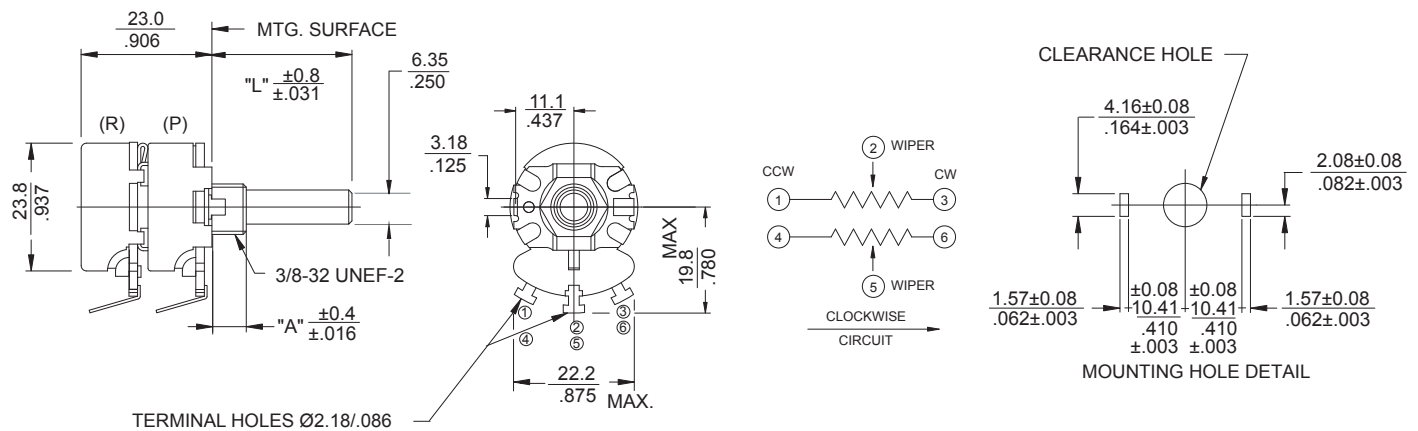 23.0
.906
MTG. SURFACE
"L" ±0.8
±.031
6.35
.250
(R) (P)
23.8
.937
3/8-32 UNEF-2
"A" ±0.4
±.016
TERMINAL HOLES Ø2.18/.086
11.1
.437
3.18
.125
MAX
19.8
.780
① ② ③
④ ⑤ ⑥
22.2
.875
MAX.
② WIPER
CCW CW
① ③
④ ⑥
⑤ WIPER
CLOCKWISE
CIRCUIT
CLEARANCE HOLE
4.16±0.08
.164±.003
2.08±0.08
.082±.003
1.57±0.08
.062±.003
±0.08
10.41
.410
±.003
±0.08
10.41
.410
±.003
1.57±0.08
.062±.003
MOUNTING HOLE DETAIL